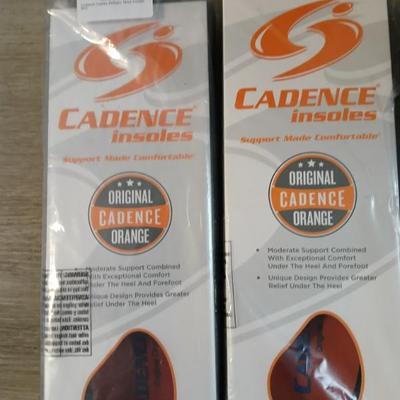 CADENCE®
insoles
Support Made Comfortable®
ORIGINAL
CADENCE
ORANGE
Moderate Support Combined
With Exceptional Comfort
Under The Heel And Forefoot
Unique Design Provides Greater
Relief Under The Heel
CADENCE®
insoles
Support Made Comfortable®
ORIGINAL
CADENCE
ORANGE
• Moderate Support Combined
With Exceptional Comfort
Under The Heel And Forefoot
• Unique Design Provides Greater
Relief Under The Heel